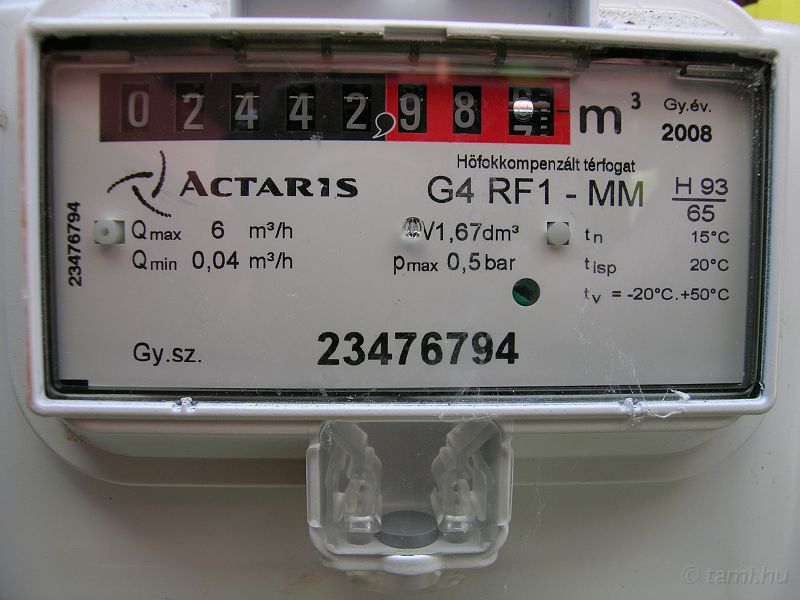 02442,98 m³
Gy.év.
2008
Hőfokkompenzált térfogat
ACTARIS
G4 RF1 - MM
H 93
65
23476794
Qmax 6 m³/h
V1,67dm³
tn 15°C
Qmin 0,04 m³/h
pmax 0,5 bar
tisp 20°C
tv = -20°C.+50°C
Gy.sz. 23476794
© tami.hu